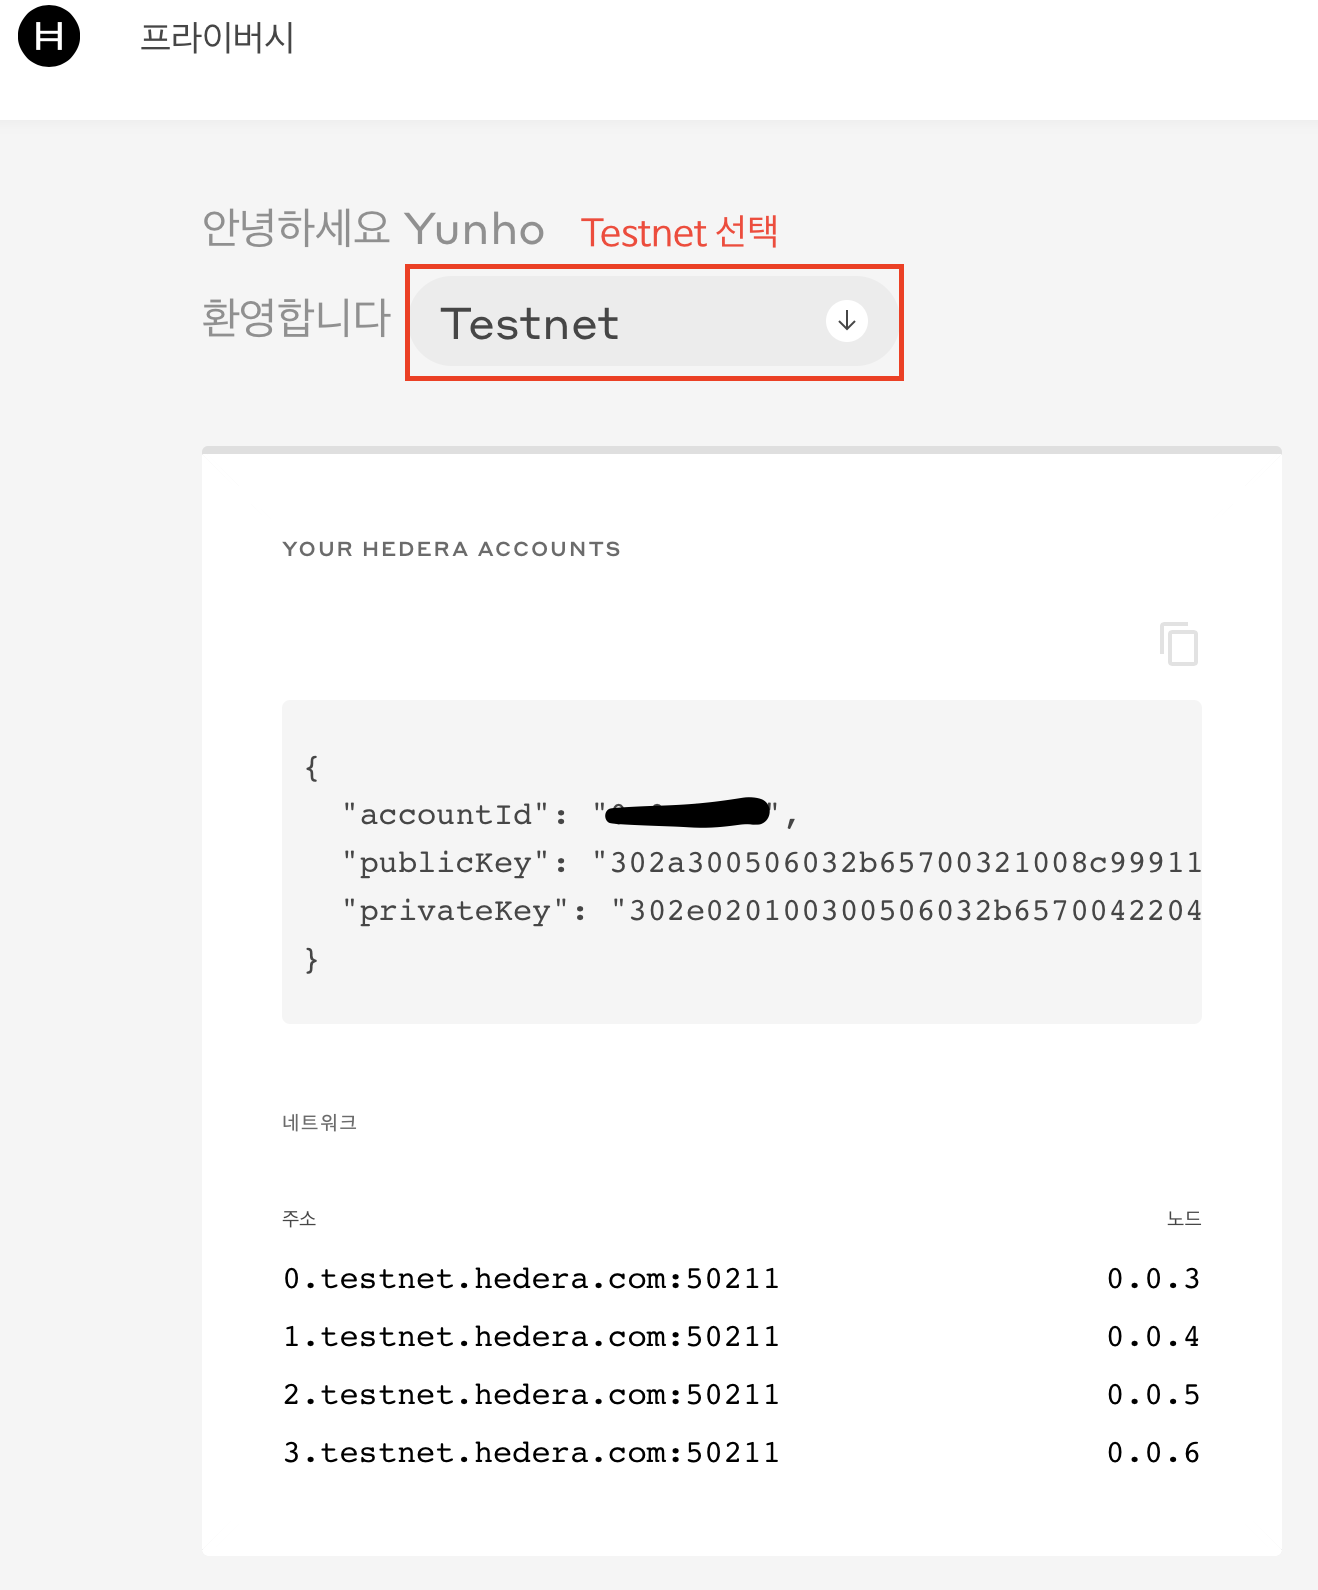 프라이버시
안녕하세요 Yunho Testnet 선택
환영합니다 Testnet
YOUR HEDERA ACCOUNTS
{
"accountId": "",
"publicKey": "302a300506032b65700321008c99911
"privateKey": "302e020100300506032b6570042204
}
네트워크
주소 노드
0.testnet.hedera.com:50211 0.0.3
1.testnet.hedera.com:50211 0.0.4
2.testnet.hedera.com:50211 0.0.5
3.testnet.hedera.com:50211 0.0.6